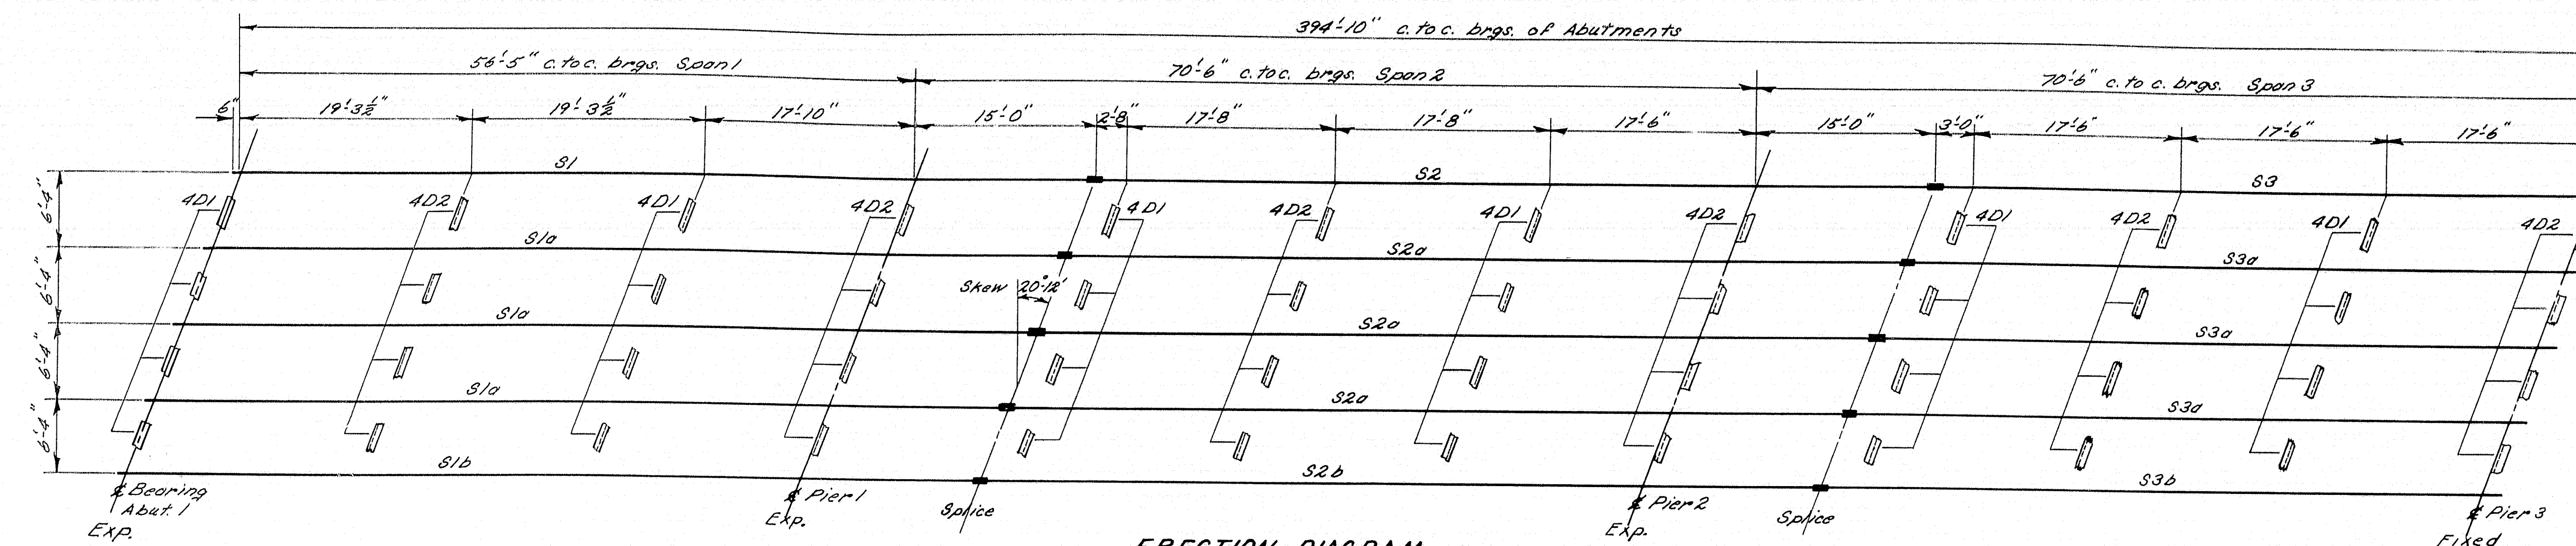 394'-10" c. to c. brgs. of Abutments
56'-5" c. to c. brgs. Span 1
70'-6" c. to c. brgs. Span 2
70'-6" c. to c. brgs. Span 3
6"
19'-3½"
19'-3½"
17'-10"
15'-0"
2'-8"
17'-8"
17'-8"
17'-6"
15'-0"
3'-0"
17'-6"
17'-6"
17'-6"
S1
S2
S3
6'-4"
4D1
4D2
4D1
4D2
4D1
4D2
4D1
4D2
4D1
4D2
4D1
4D2
S1a
S2a
S3a
6'-4"
Skew 20°-12'
S1a
S2a
S3a
6'-4"
S1a
S2a
S3a
6'-4"
S1b
S2b
S3b
℄ Bearing
Abut. 1
Exp.
℄ Pier 1
Exp.
Splice
℄ Pier 2
Exp.
Splice
℄ Pier 3
Fixed
ERECTION DIAGRAM